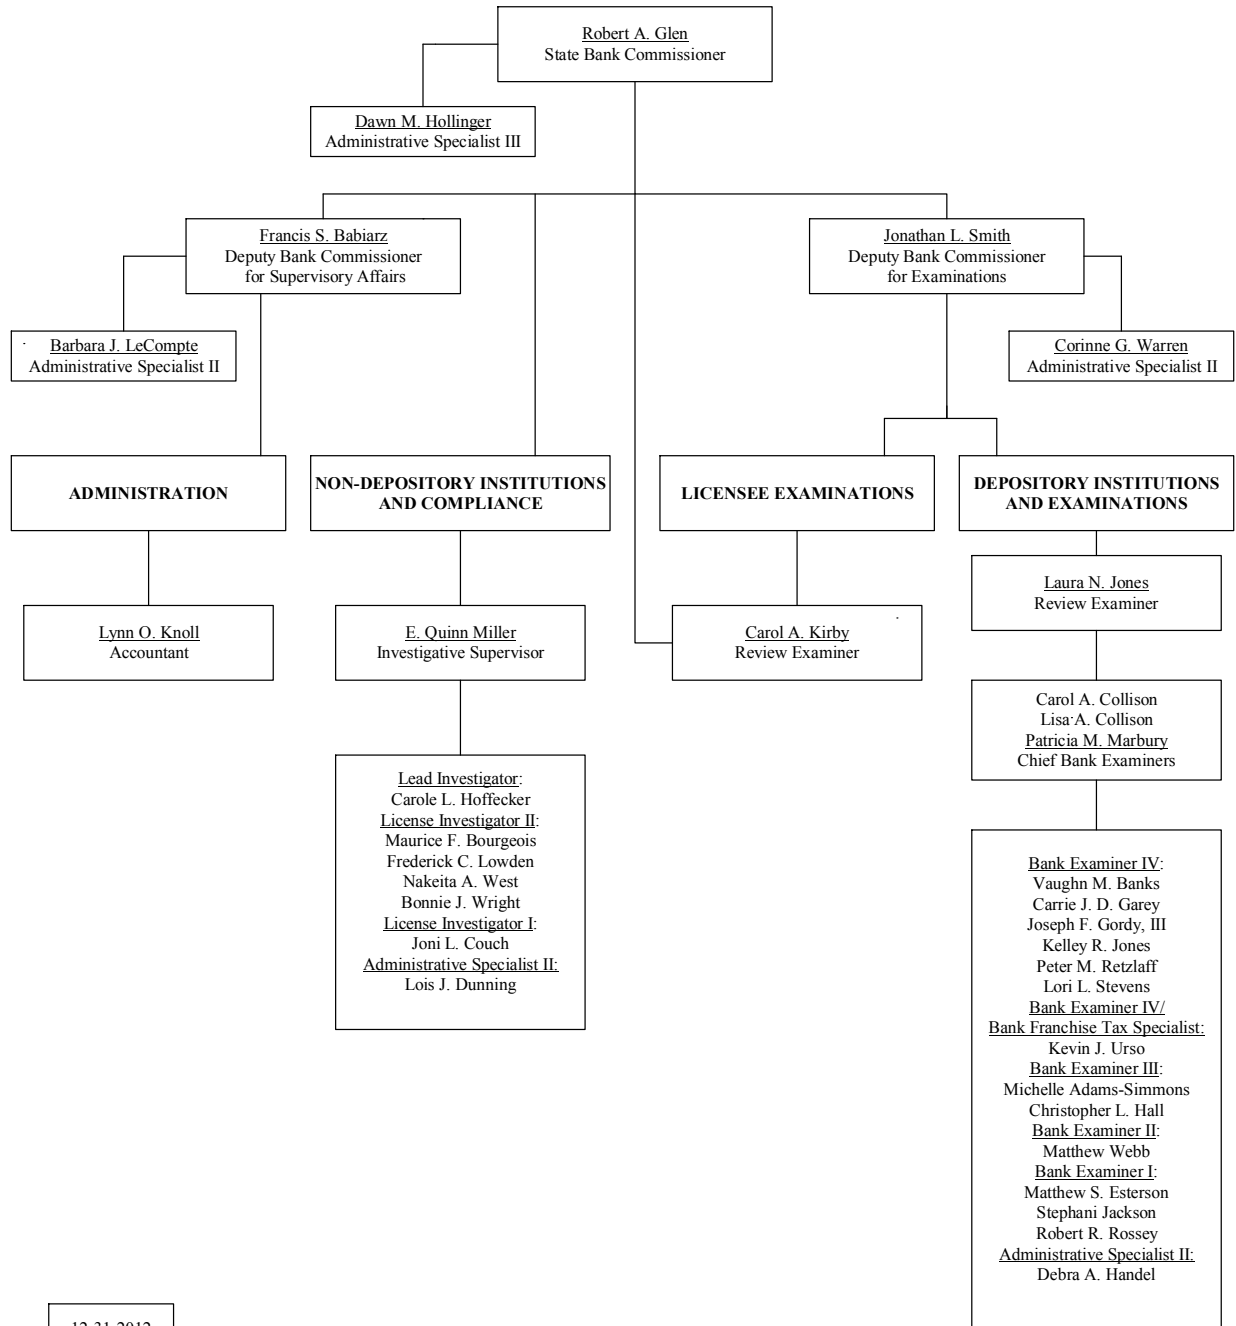 Robert A. Glen
State Bank Commissioner
Dawn M. Hollinger
Administrative Specialist III
Francis S. Babiarz
Deputy Bank Commissioner
for Supervisory Affairs
Jonathan L. Smith
Deputy Bank Commissioner
for Examinations
Barbara J. LeCompte
Administrative Specialist II
Corinne G. Warren
Administrative Specialist II
ADMINISTRATION
NON-DEPOSITORY INSTITUTIONS
AND COMPLIANCE
LICENSEE EXAMINATIONS
DEPOSITORY INSTITUTIONS
AND EXAMINATIONS
Lynn O. Knoll
Accountant
E. Quinn Miller
Investigative Supervisor
Carol A. Kirby
Review Examiner
Laura N. Jones
Review Examiner
Carol A. Collison
Lisa A. Collison
Patricia M. Marbury
Chief Bank Examiners
Lead Investigator:
Carole L. Hoffecker
License Investigator II:
Maurice F. Bourgeois
Frederick C. Lowden
Nakeita A. West
Bonnie J. Wright
License Investigator I:
Joni L. Couch
Administrative Specialist II:
Lois J. Dunning
Bank Examiner IV:
Vaughn M. Banks
Carrie J. D. Garey
Joseph F. Gordy, III
Kelley R. Jones
Peter M. Retzlaff
Lori L. Stevens
Bank Examiner IV/
Bank Franchise Tax Specialist:
Kevin J. Urso
Bank Examiner III:
Michelle Adams-Simmons
Christopher L. Hall
Bank Examiner II:
Matthew Webb
Bank Examiner I:
Matthew S. Esterson
Stephani Jackson
Robert R. Rossey
Administrative Specialist II:
Debra A. Handel
12-31-2012